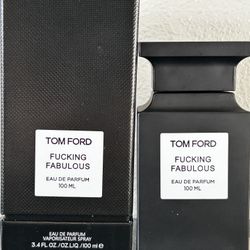 TOM FORD
FUCKING
FABULOUS
EAU DE PARFUM
100 ML
EAU DE PARFUM
VAPORISATEUR SPRAY
3.4 FL. OZ./OZ.LIQ/100 ml ℮
TOM FORD
FUCKING
FABULOUS
EAU DE PARFUM
100 ML